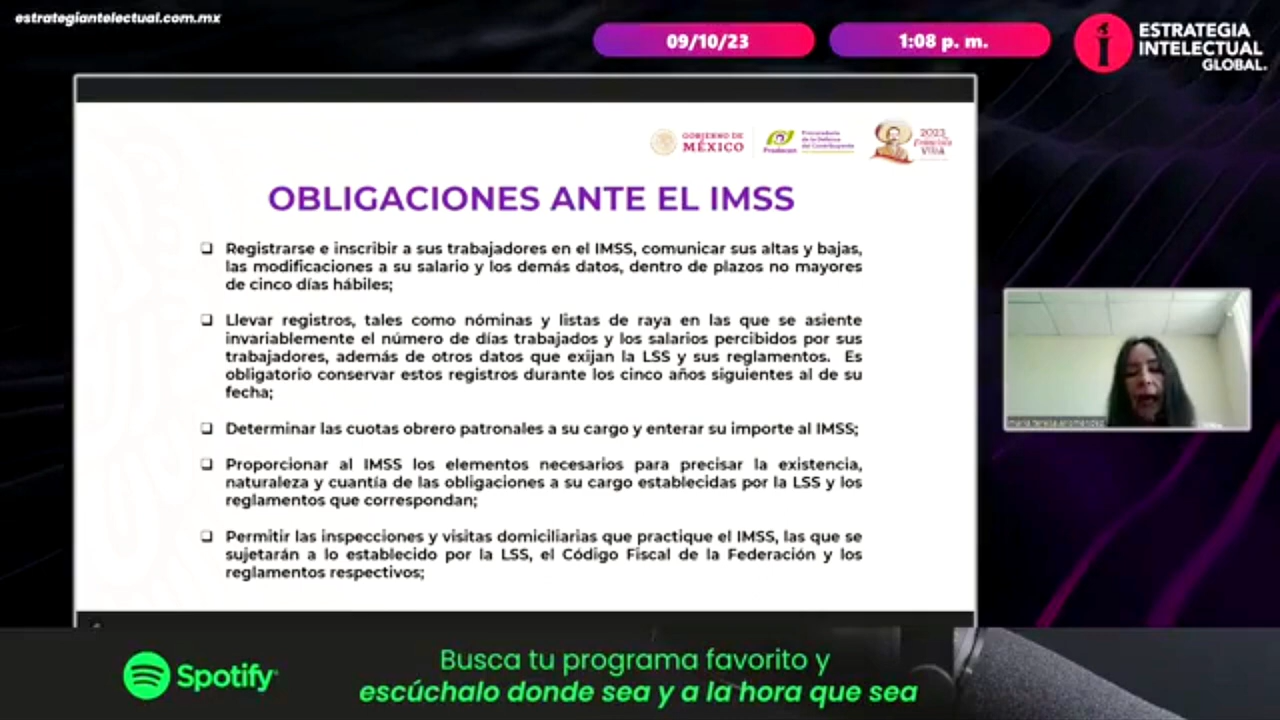 estrategiantelectual.com.mx
09/10/23
1:08 p. m.
ESTRATEGIA
INTELECTUAL
GLOBAL.
GOBIERNO DE
MÉXICO
Prodecon
Procuraduría
de la Defensa
del Contribuyente
2023
Francisco
VILLA
OBLIGACIONES ANTE EL IMSS
❑ Registrarse e inscribir a sus trabajadores en el IMSS, comunicar sus altas y bajas,
las modificaciones a su salario y los demás datos, dentro de plazos no mayores
de cinco días hábiles;
❑ Llevar registros, tales como nóminas y listas de raya en las que se asiente
invariablemente el número de días trabajados y los salarios percibidos por sus
trabajadores, además de otros datos que exijan la LSS y sus reglamentos. Es
obligatorio conservar estos registros durante los cinco años siguientes al de su
fecha;
❑ Determinar las cuotas obrero patronales a su cargo y enterar su importe al IMSS;
❑ Proporcionar al IMSS los elementos necesarios para precisar la existencia,
naturaleza y cuantía de las obligaciones a su cargo establecidas por la LSS y los
reglamentos que correspondan;
❑ Permitir las inspecciones y visitas domiciliarias que practique el IMSS, las que se
sujetarán a lo establecido por la LSS, el Código Fiscal de la Federación y los
reglamentos respectivos;
Spotify
Busca tu programa favorito y
escúchalo donde sea y a la hora que sea